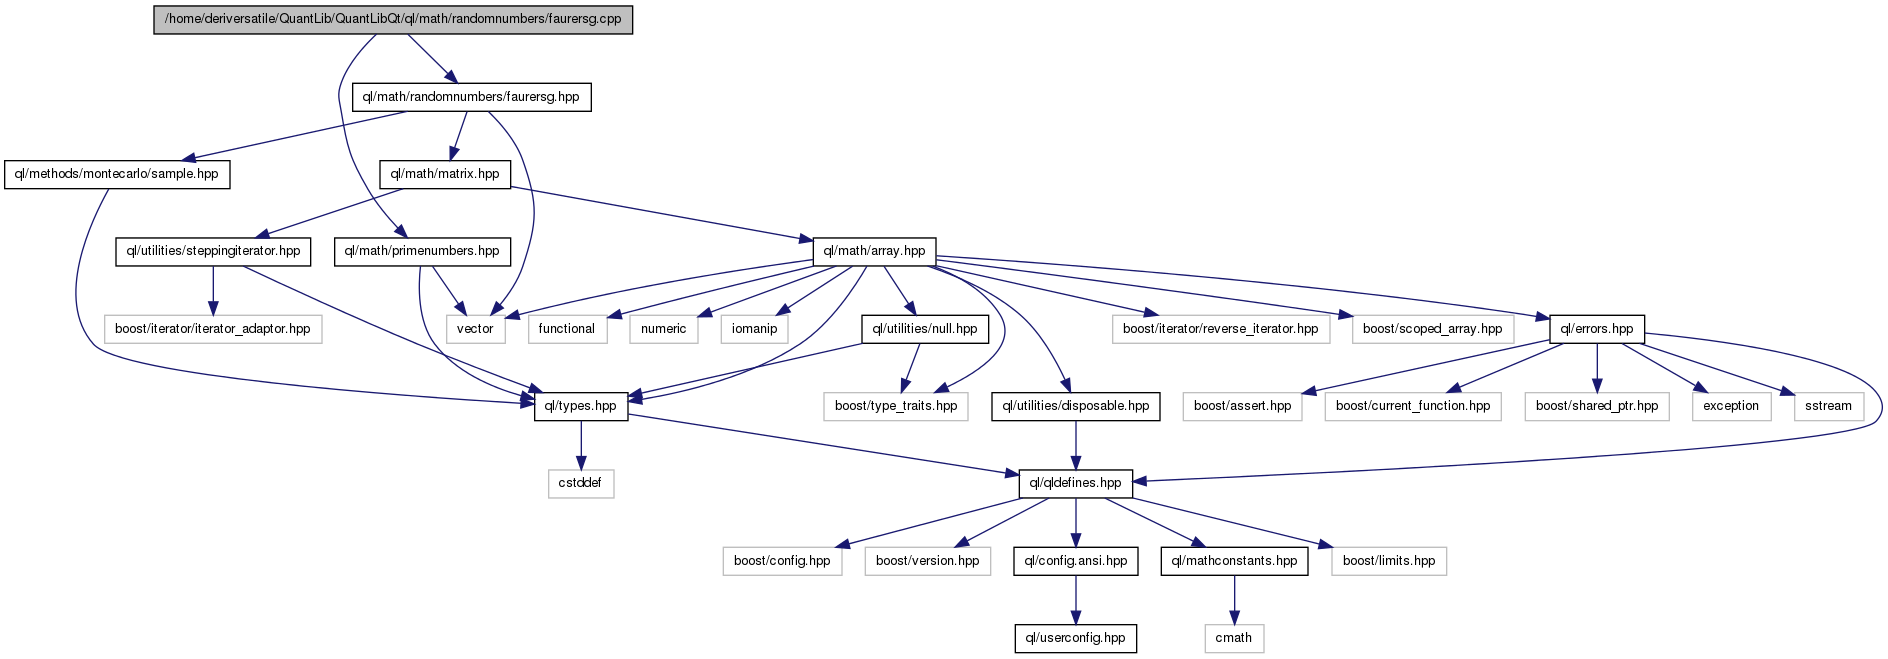 /home/deriversatile/QuantLib/QuantLibQt/ql/math/randomnumbers/faurersg.cpp
ql/math/randomnumbers/faurersg.hpp
ql/methods/montecarlo/sample.hpp
ql/math/matrix.hpp
ql/utilities/steppingiterator.hpp
ql/math/primenumbers.hpp
ql/math/array.hpp
boost/iterator/iterator_adaptor.hpp
vector
functional
numeric
iomanip
ql/utilities/null.hpp
boost/iterator/reverse_iterator.hpp
boost/scoped_array.hpp
ql/errors.hpp
ql/types.hpp
boost/type_traits.hpp
ql/utilities/disposable.hpp
boost/assert.hpp
boost/current_function.hpp
boost/shared_ptr.hpp
exception
sstream
cstddef
ql/qldefines.hpp
boost/config.hpp
boost/version.hpp
ql/config.ansi.hpp
ql/mathconstants.hpp
boost/limits.hpp
ql/userconfig.hpp
cmath